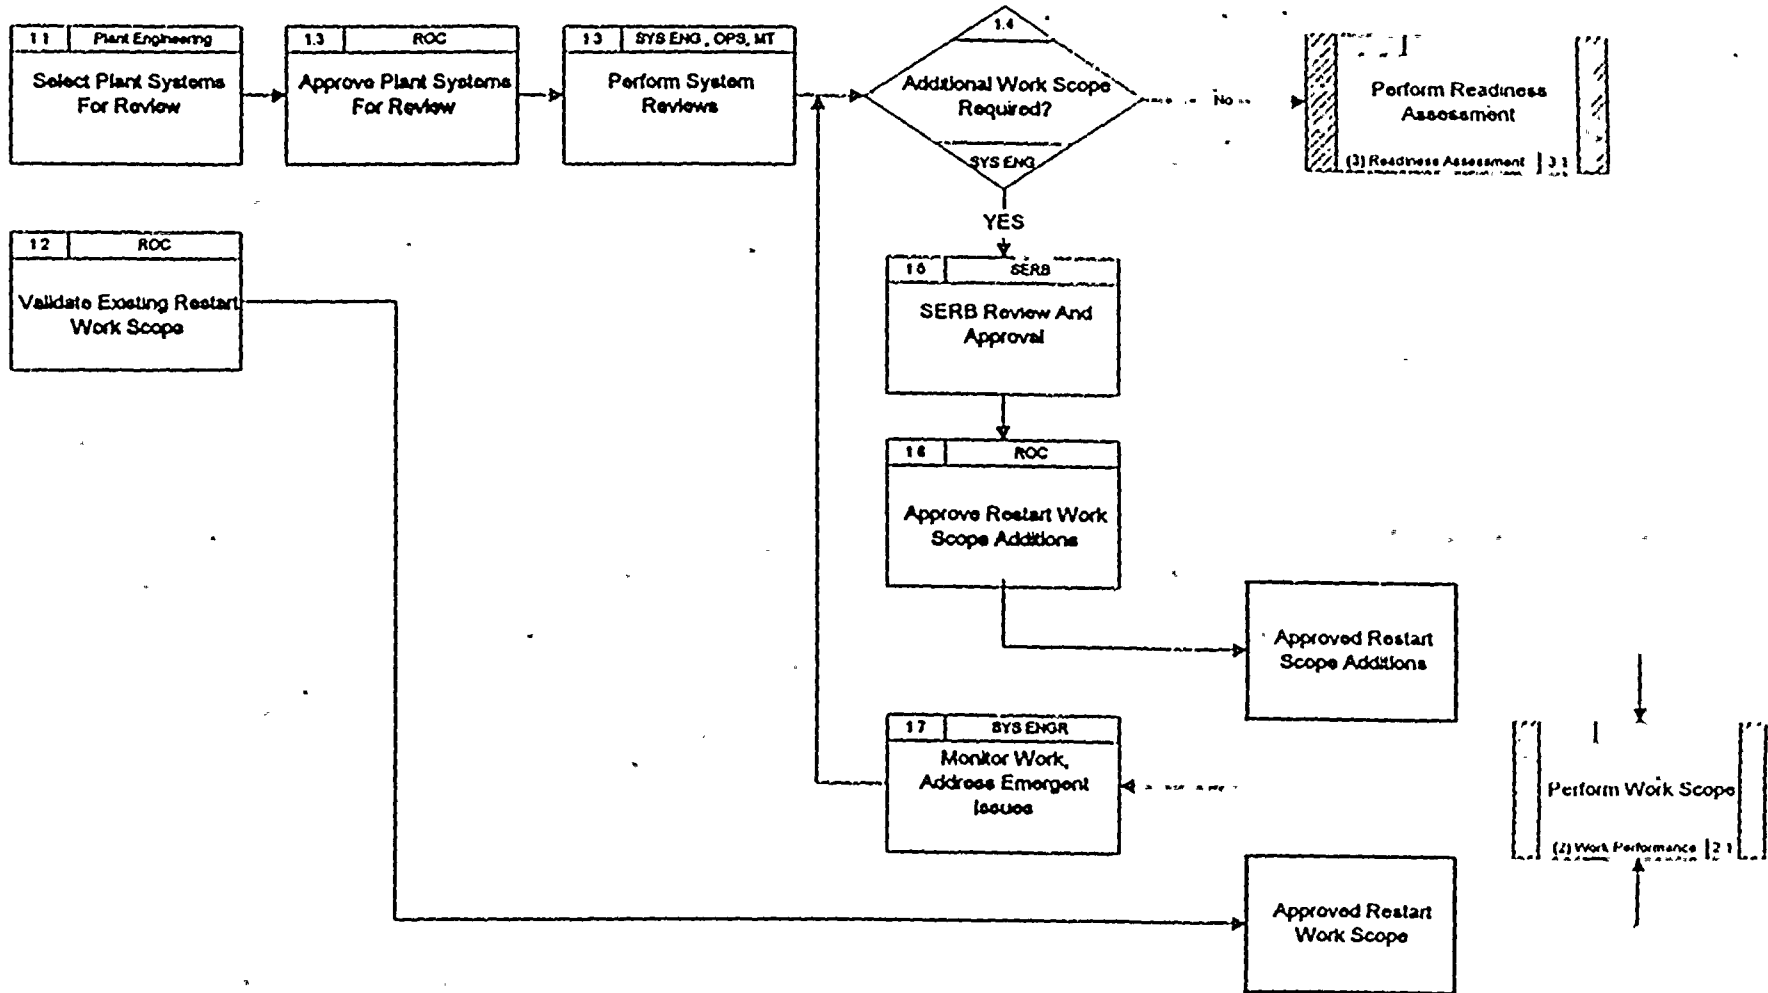 1 1 Plant Engineering
Select Plant Systems
For Review
1.3 ROC
Approve Plant Systems
For Review
1 3 SYS ENG , OPS, MT
Perform System
Reviews
1.4
Additional Work Scope
Required?
SYS ENG
No
Perform Readiness
Assessment
(3) Readiness Assessment 3 1
YES
1 2 ROC
Validate Existing Restart
Work Scope
1 5 SERB
SERB Review And
Approval
1 6 ROC
Approve Restart Work
Scope Additions
Approved Restart
Scope Additions
1 7 SYS ENGR
Monitor Work,
Address Emergent
Issues
Perform Work Scope
(2) Work Performance 2 1
Approved Restart
Work Scope